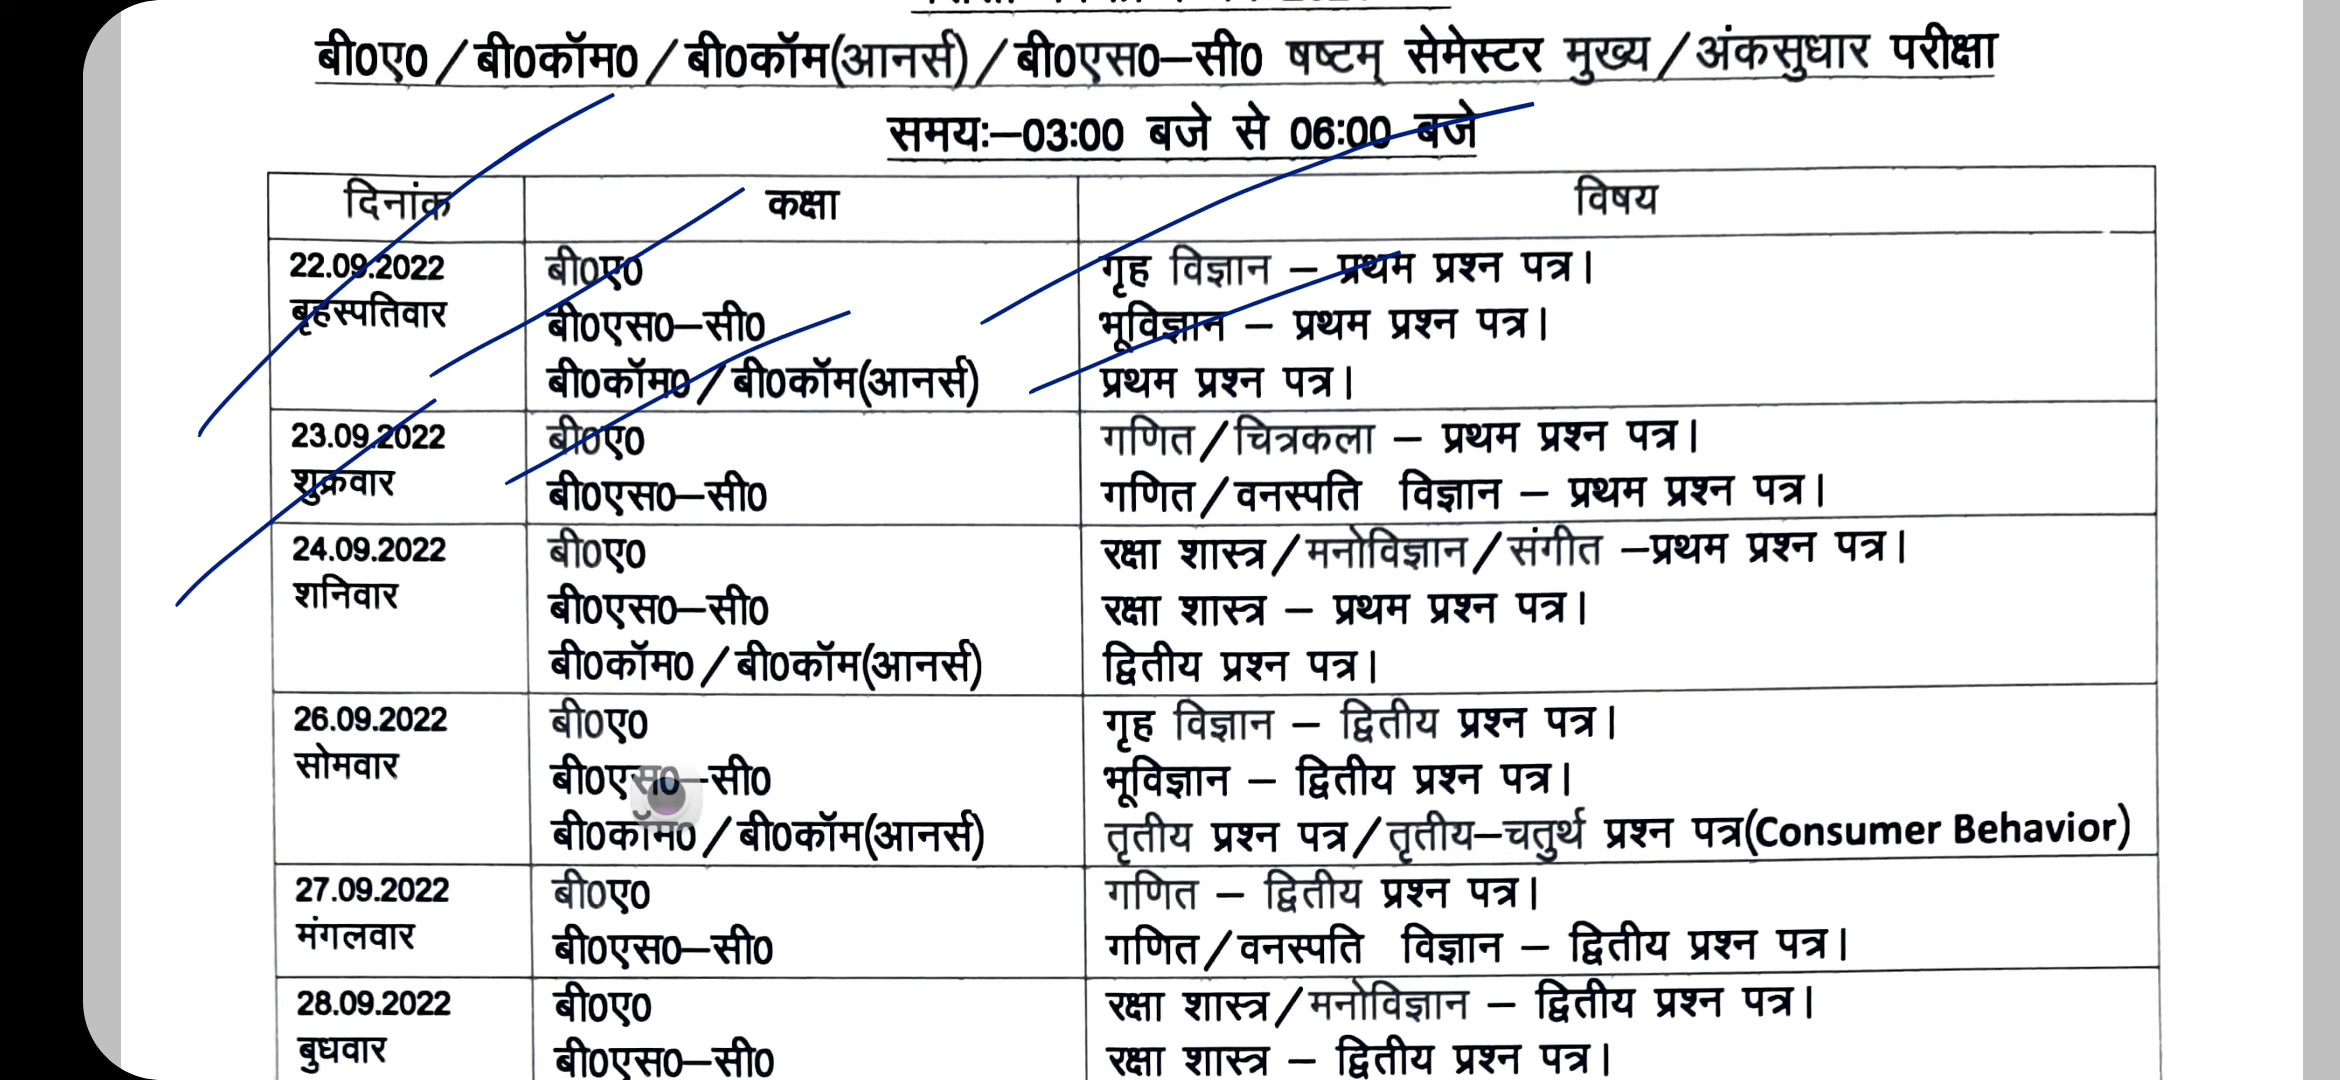 बी0ए0/बी0कॉम0/बी0कॉम(आनर्स)/बी0एस0–सी0 षष्टम् सेमेस्टर मुख्य/अंकसुधार परीक्षा
समयः–03:00 बजे से 06:00 बजे
दिनांक कक्षा विषय
22.09.2022 बी0ए0 गृह विज्ञान – प्रथम प्रश्न पत्र।
बृहस्पतिवार बी0एस0–सी0 भूविज्ञान – प्रथम प्रश्न पत्र।
बी0कॉम0/बी0कॉम(आनर्स) प्रथम प्रश्न पत्र।
23.09.2022 बी0ए0 गणित/चित्रकला – प्रथम प्रश्न पत्र।
शुक्रवार बी0एस0–सी0 गणित/वनस्पति विज्ञान – प्रथम प्रश्न पत्र।
24.09.2022 बी0ए0 रक्षा शास्त्र/मनोविज्ञान/संगीत –प्रथम प्रश्न पत्र।
शनिवार बी0एस0–सी0 रक्षा शास्त्र – प्रथम प्रश्न पत्र।
बी0कॉम0/बी0कॉम(आनर्स) द्वितीय प्रश्न पत्र।
26.09.2022 बी0ए0 गृह विज्ञान – द्वितीय प्रश्न पत्र।
सोमवार बी0एस0–सी0 भूविज्ञान – द्वितीय प्रश्न पत्र।
बी0कॉम0/बी0कॉम(आनर्स) तृतीय प्रश्न पत्र/तृतीय–चतुर्थ प्रश्न पत्र(Consumer Behavior)
27.09.2022 बी0ए0 गणित – द्वितीय प्रश्न पत्र।
मंगलवार बी0एस0–सी0 गणित/वनस्पति विज्ञान – द्वितीय प्रश्न पत्र।
28.09.2022 बी0ए0 रक्षा शास्त्र/मनोविज्ञान – द्वितीय प्रश्न पत्र।
बुधवार बी0एस0–सी0 रक्षा शास्त्र – द्वितीय प्रश्न पत्र।